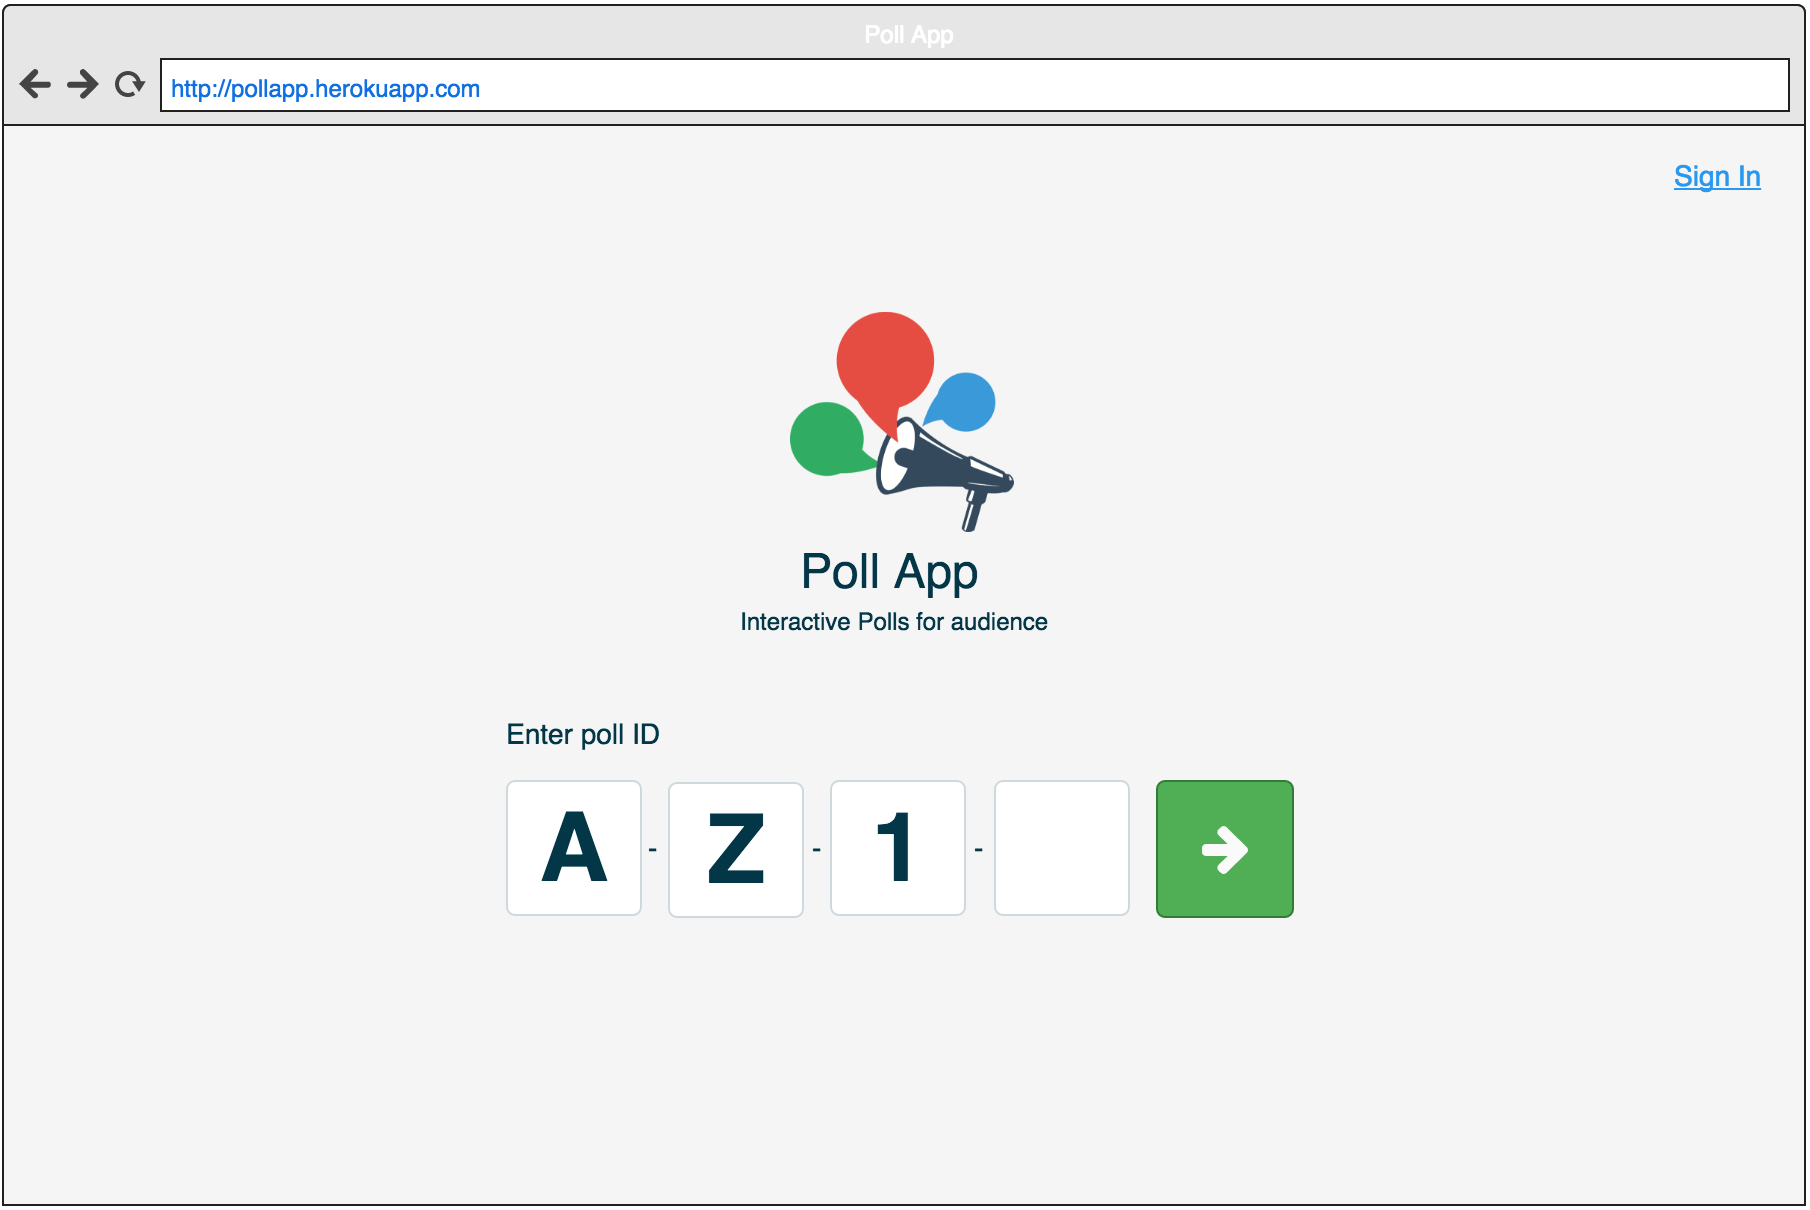 Poll App
http://pollapp.herokuapp.com
Sign In
Poll App
Interactive Polls for audience
Enter poll ID
A - Z - 1 -